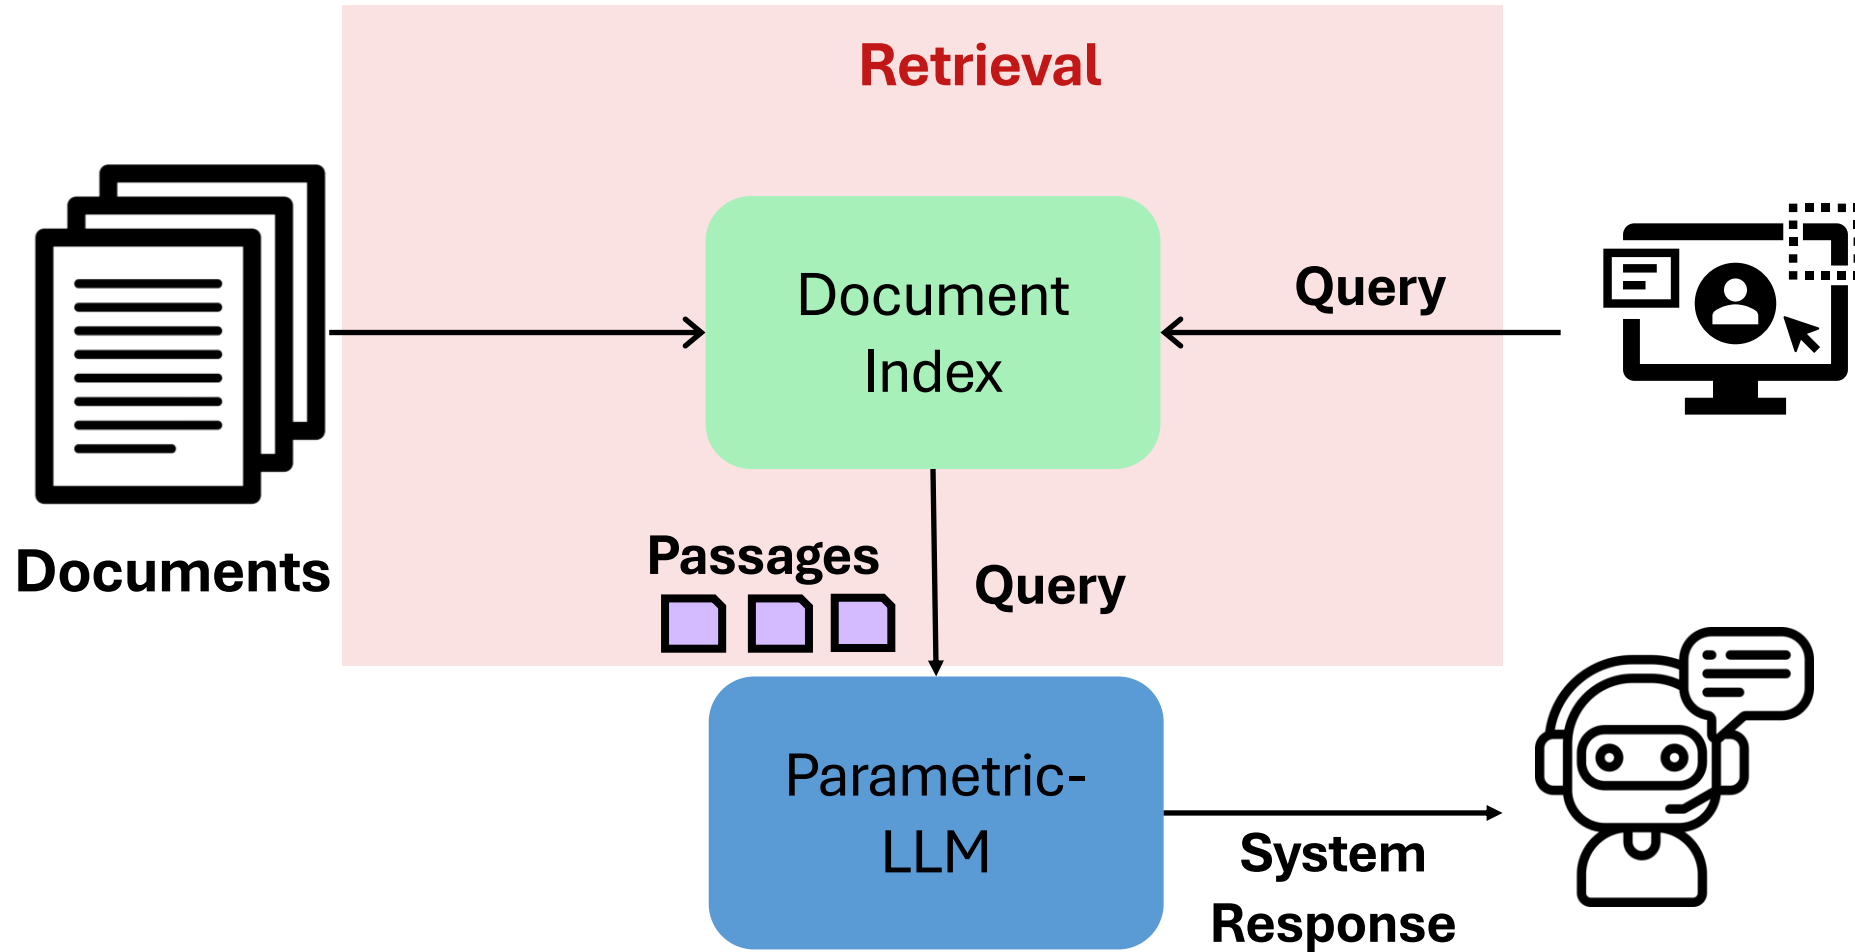 Retrieval
Document
Index
Query
Documents
Passages
Query
Parametric-
LLM
System
Response